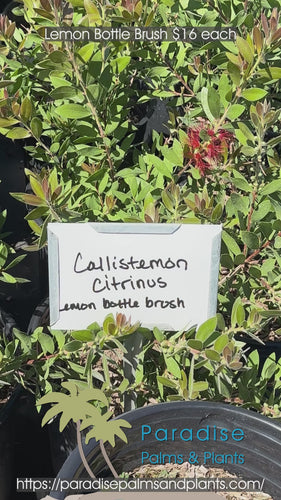 Lemon Bottle Brush $16 each
Callistemon
Citrinus
Lemon bottle brush
Paradise
Palms & Plants
https://paradisepalmsandplants.com/